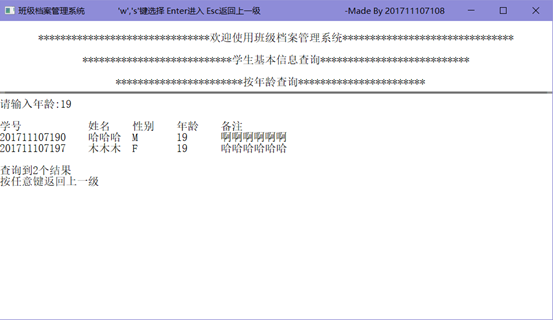 班级档案管理系统 'w','s'键选择 Enter进入 Esc返回上一级 -Made By 201711107108
*******************************欢迎使用班级档案管理系统*******************************
***************************学生基本信息查询***************************
***********************按年龄查询***********************
请输入年龄:19
学号 姓名 性别 年龄 备注
201711107190 哈哈哈 M 19 啊啊啊啊啊啊
201711107197 木木木 F 19 哈哈哈哈哈哈
查询到2个结果
按任意键返回上一级